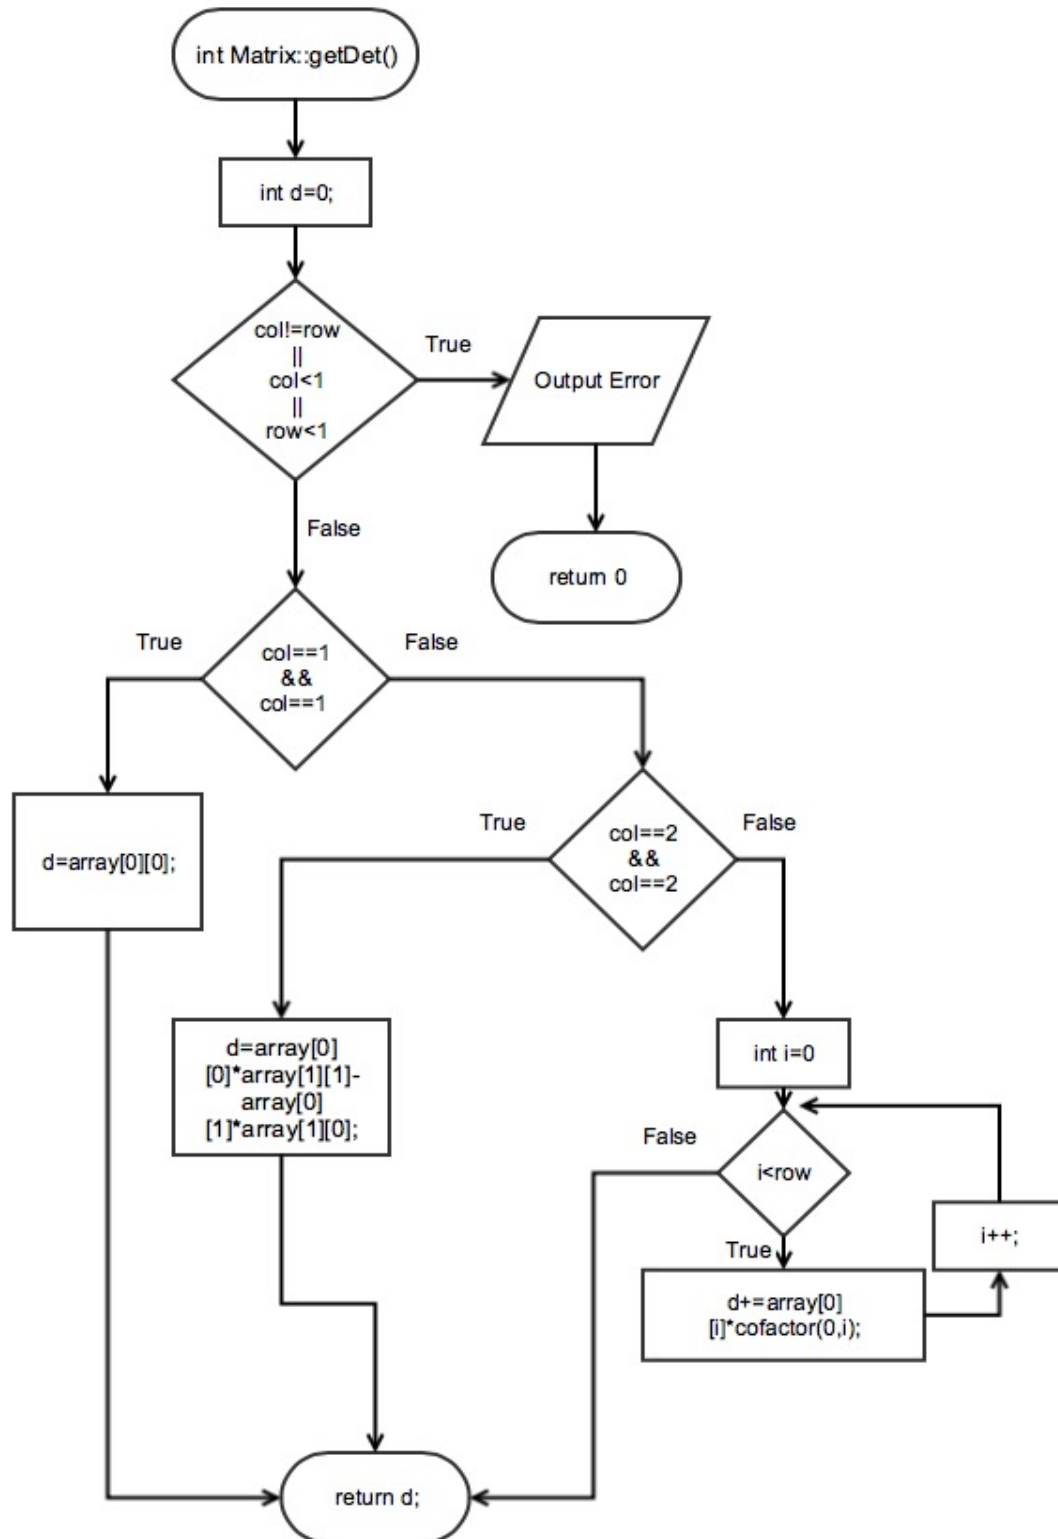 int Matrix::getDet()
int d=0;
col!=row
||
col<1
||
row<1
True
Output Error
False
return 0
True
col==1
&&
col==1
False
d=array[0][0];
True
col==2
&&
col==2
False
d=array[0]
[0]*array[1][1]-
array[0]
[1]*array[1][0];
int i=0
False
i<row
i++;
True
d+=array[0]
[i]*cofactor(0,i);
return d;